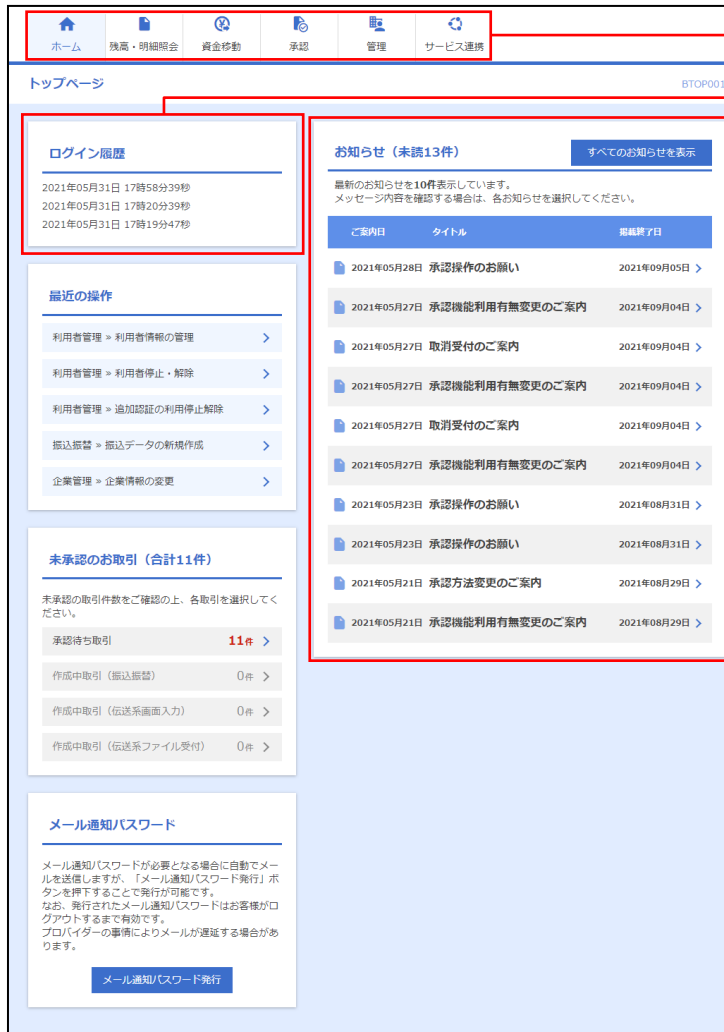 ホーム
残高・明細照会
資金移動
承認
管理
サービス連携
トップページ
BTOP001
ログイン履歴
2021年05月31日 17時58分39秒
2021年05月31日 17時20分39秒
2021年05月31日 17時19分47秒
最近の操作
利用者管理 » 利用者情報の管理
利用者管理 » 利用者停止・解除
利用者管理 » 追加認証の利用停止解除
振込振替 » 振込データの新規作成
企業管理 » 企業情報の変更
未承認のお取引（合計11件）
未承認の取引件数をご確認の上、各取引を選択してく
ださい。
承認待ち取引 11件
作成中取引（振込振替） 0件
作成中取引（伝送系画面入力） 0件
作成中取引（伝送系ファイル受付） 0件
メール通知パスワード
メール通知パスワードが必要となる場合に自動でメー
ルを送信しますが、「メール通知パスワード発行」ボ
タンを押下することで発行が可能です。
なお、発行されたメール通知パスワードはお客様がロ
グアウトするまで有効です。
プロバイダーの事情によりメールが遅延する場合があ
ります。
メール通知パスワード発行
お知らせ（未読13件）
すべてのお知らせを表示
最新のお知らせを10件表示しています。
メッセージ内容を確認する場合は、各お知らせを選択してください。
ご案内日 タイトル 掲載終了日
2021年05月28日 承認操作のお願い 2021年09月05日
2021年05月27日 承認機能利用有無変更のご案内 2021年09月04日
2021年05月27日 取消受付のご案内 2021年09月04日
2021年05月27日 承認機能利用有無変更のご案内 2021年09月04日
2021年05月27日 取消受付のご案内 2021年09月04日
2021年05月27日 承認機能利用有無変更のご案内 2021年09月04日
2021年05月23日 承認操作のお願い 2021年08月31日
2021年05月23日 承認操作のお願い 2021年08月31日
2021年05月21日 承認方法変更のご案内 2021年08月29日
2021年05月21日 承認機能利用有無変更のご案内 2021年08月29日